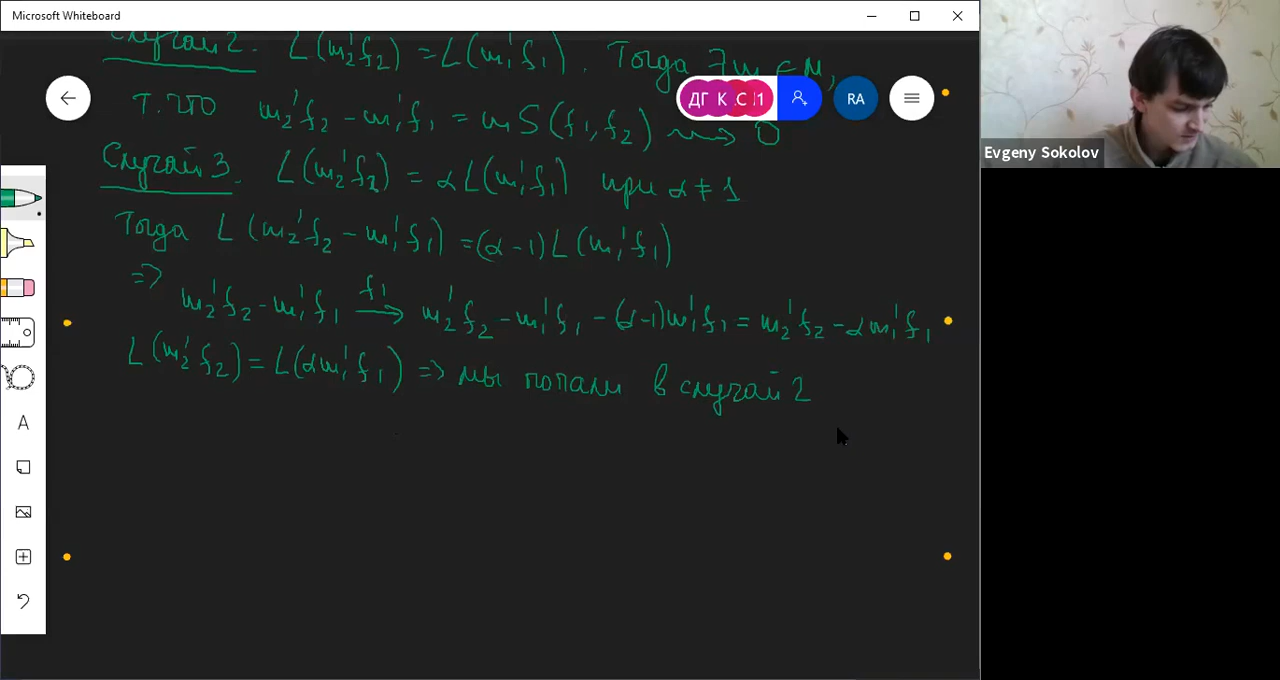 Microsoft Whiteboard
Случай 2. L(m₂'f₂) = L(m₁'f₁). Тогда ∃ m ∈ M,
ДГ К .С 11 RA
т.что m₂'f₂ - m₁'f₁ = m S(f₁, f₂) ⇝ 0
Evgeny Sokolov
Случай 3. L(m₂'f₂) = αL(m₁'f₁) при α ≠ 1
Тогда L(m₂'f₂ - m₁'f₁) = (α - 1) L(m₁'f₁)
=> m₂'f₂ - m₁'f₁ →^{f₁} m₂'f₂ - m₁'f₁ - (α-1)m₁'f₁ = m₂'f₂ - αm₁'f₁
L(m₂'f₂) = L(αm₁'f₁) => мы попали в случай 2
A